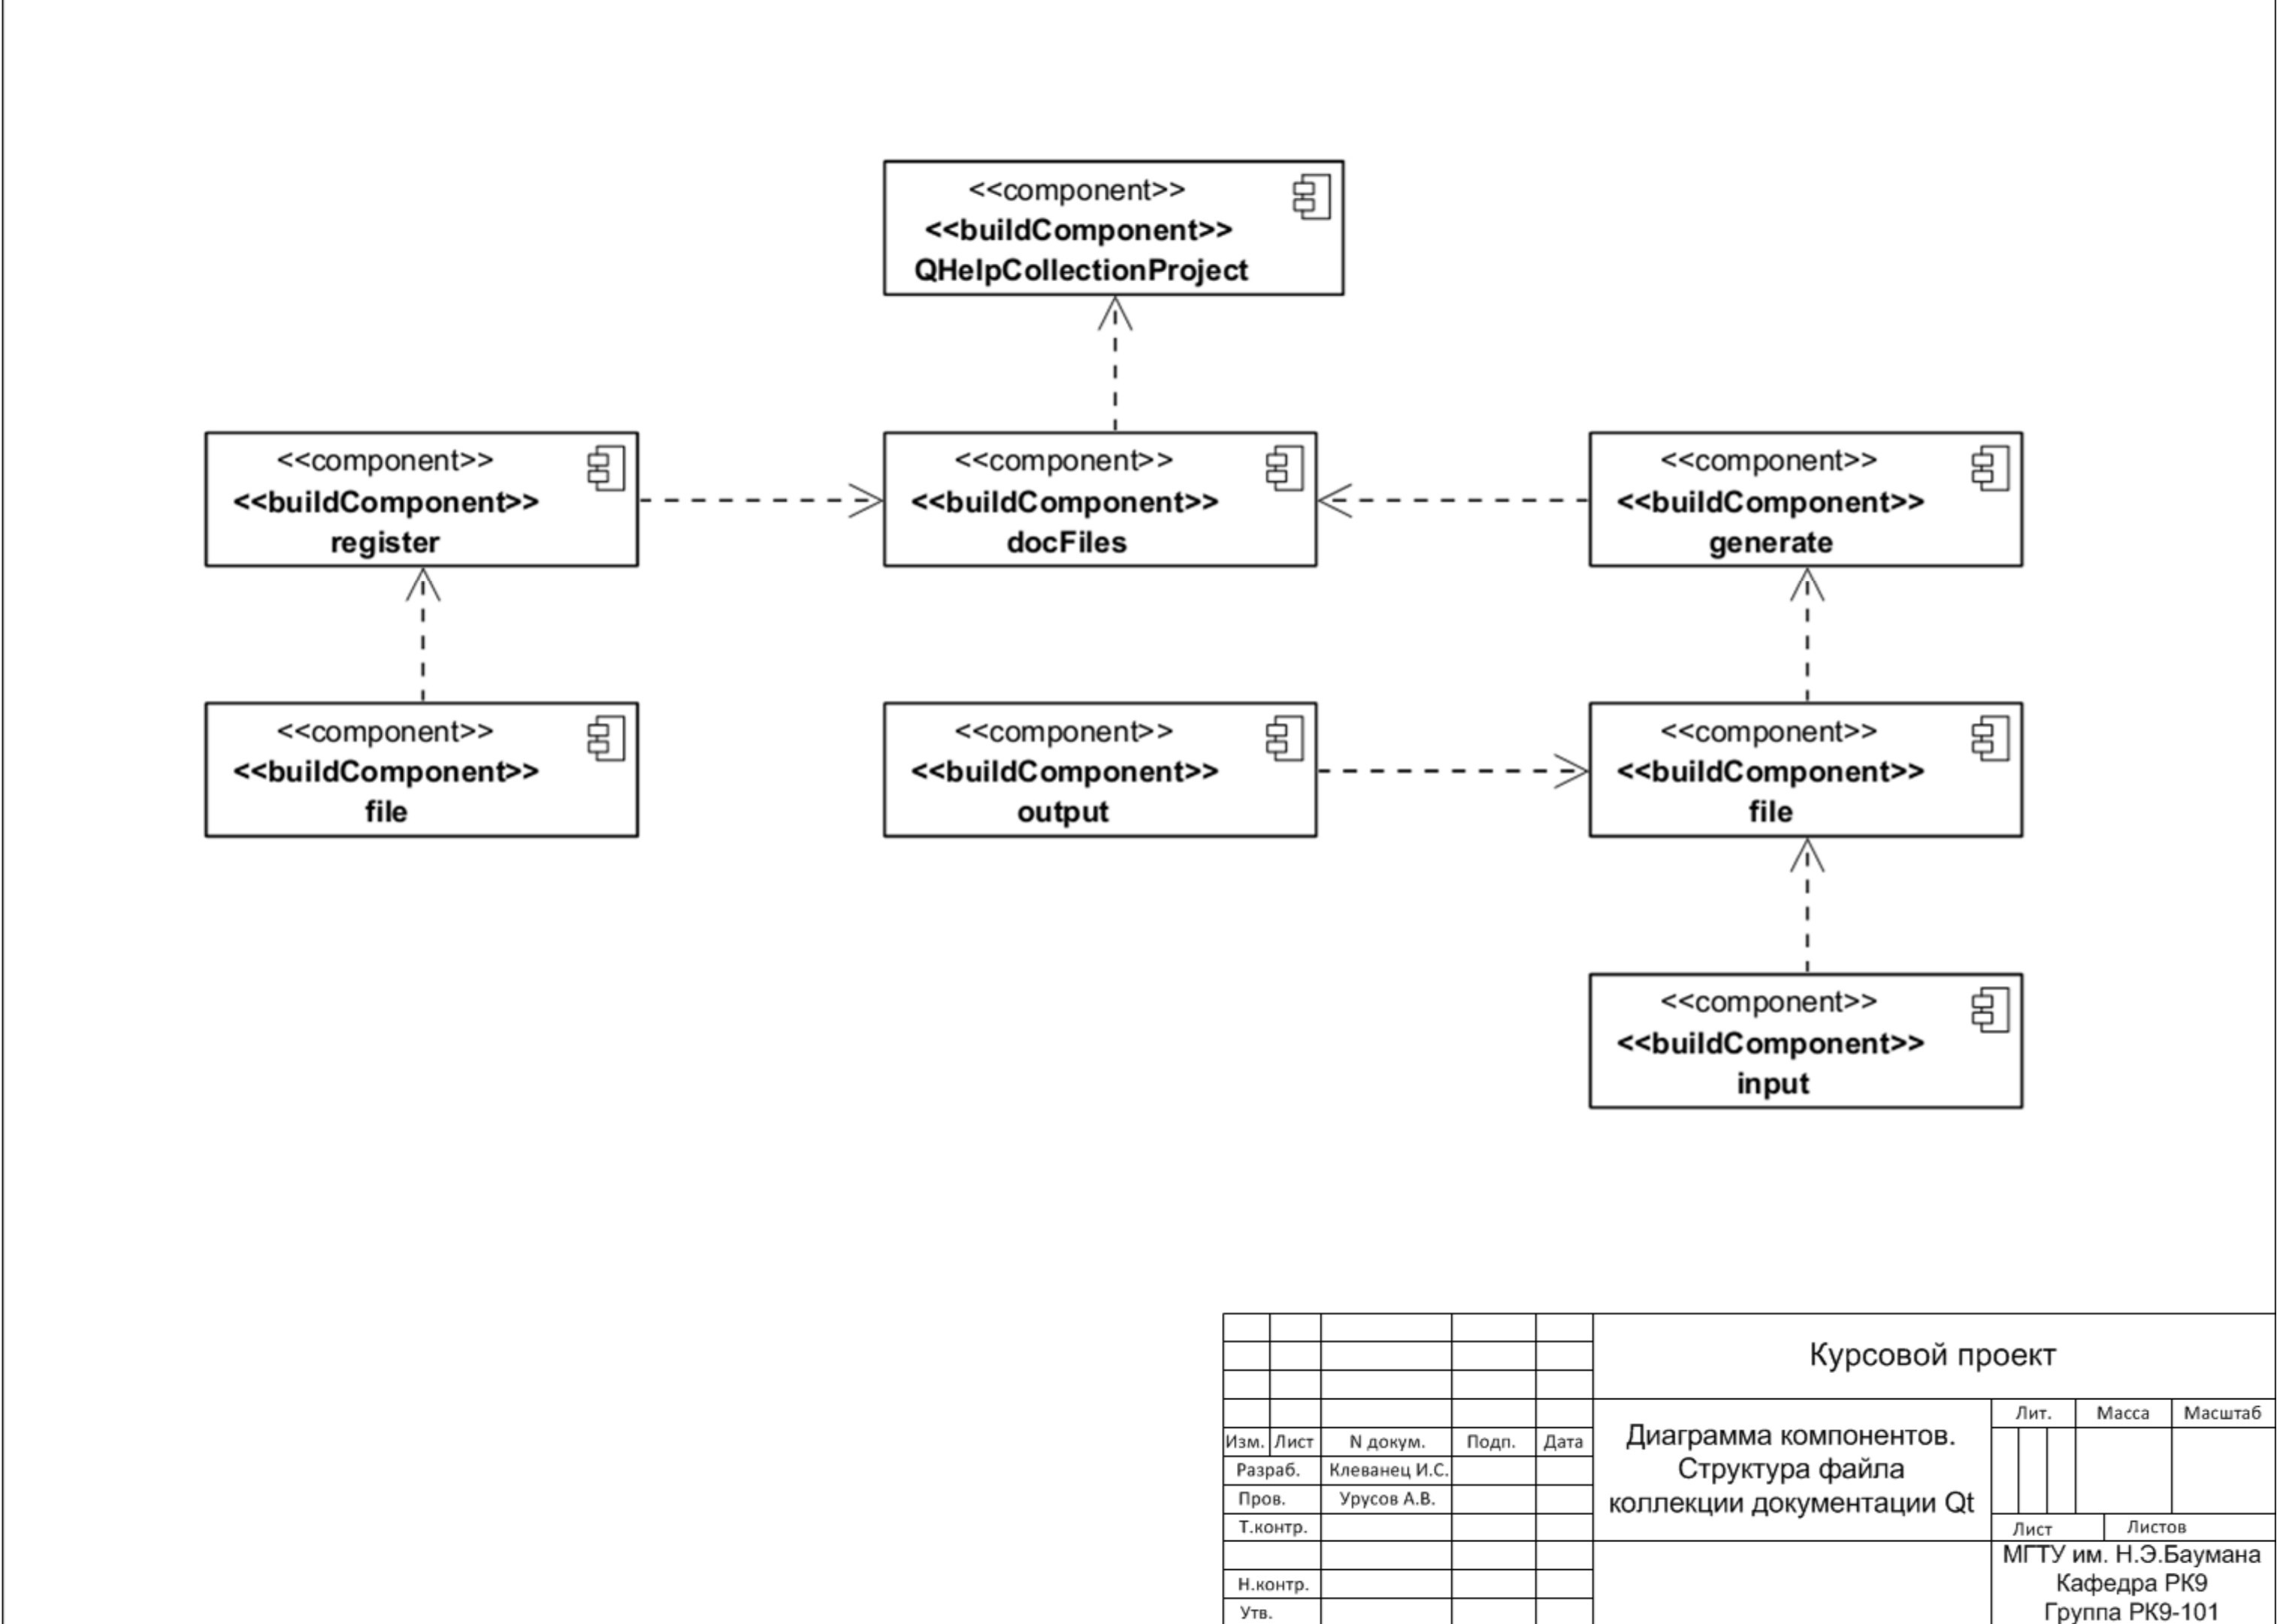 <<component>>
<<buildComponent>>
QHelpCollectionProject
<<component>>
<<buildComponent>>
register
<<component>>
<<buildComponent>>
docFiles
<<component>>
<<buildComponent>>
generate
<<component>>
<<buildComponent>>
file
<<component>>
<<buildComponent>>
output
<<component>>
<<buildComponent>>
file
<<component>>
<<buildComponent>>
input
Курсовой проект
Изм. Лист N докум. Подп. Дата
Разраб. Клеванец И.С.
Пров. Урусов А.В.
Т.контр.
Н.контр.
Утв.
Диаграмма компонентов.
Структура файла
коллекции документации Qt
Лит. Масса Масштаб
Лист Листов
МГТУ им. Н.Э.Баумана
Кафедра РК9
Группа РК9-101